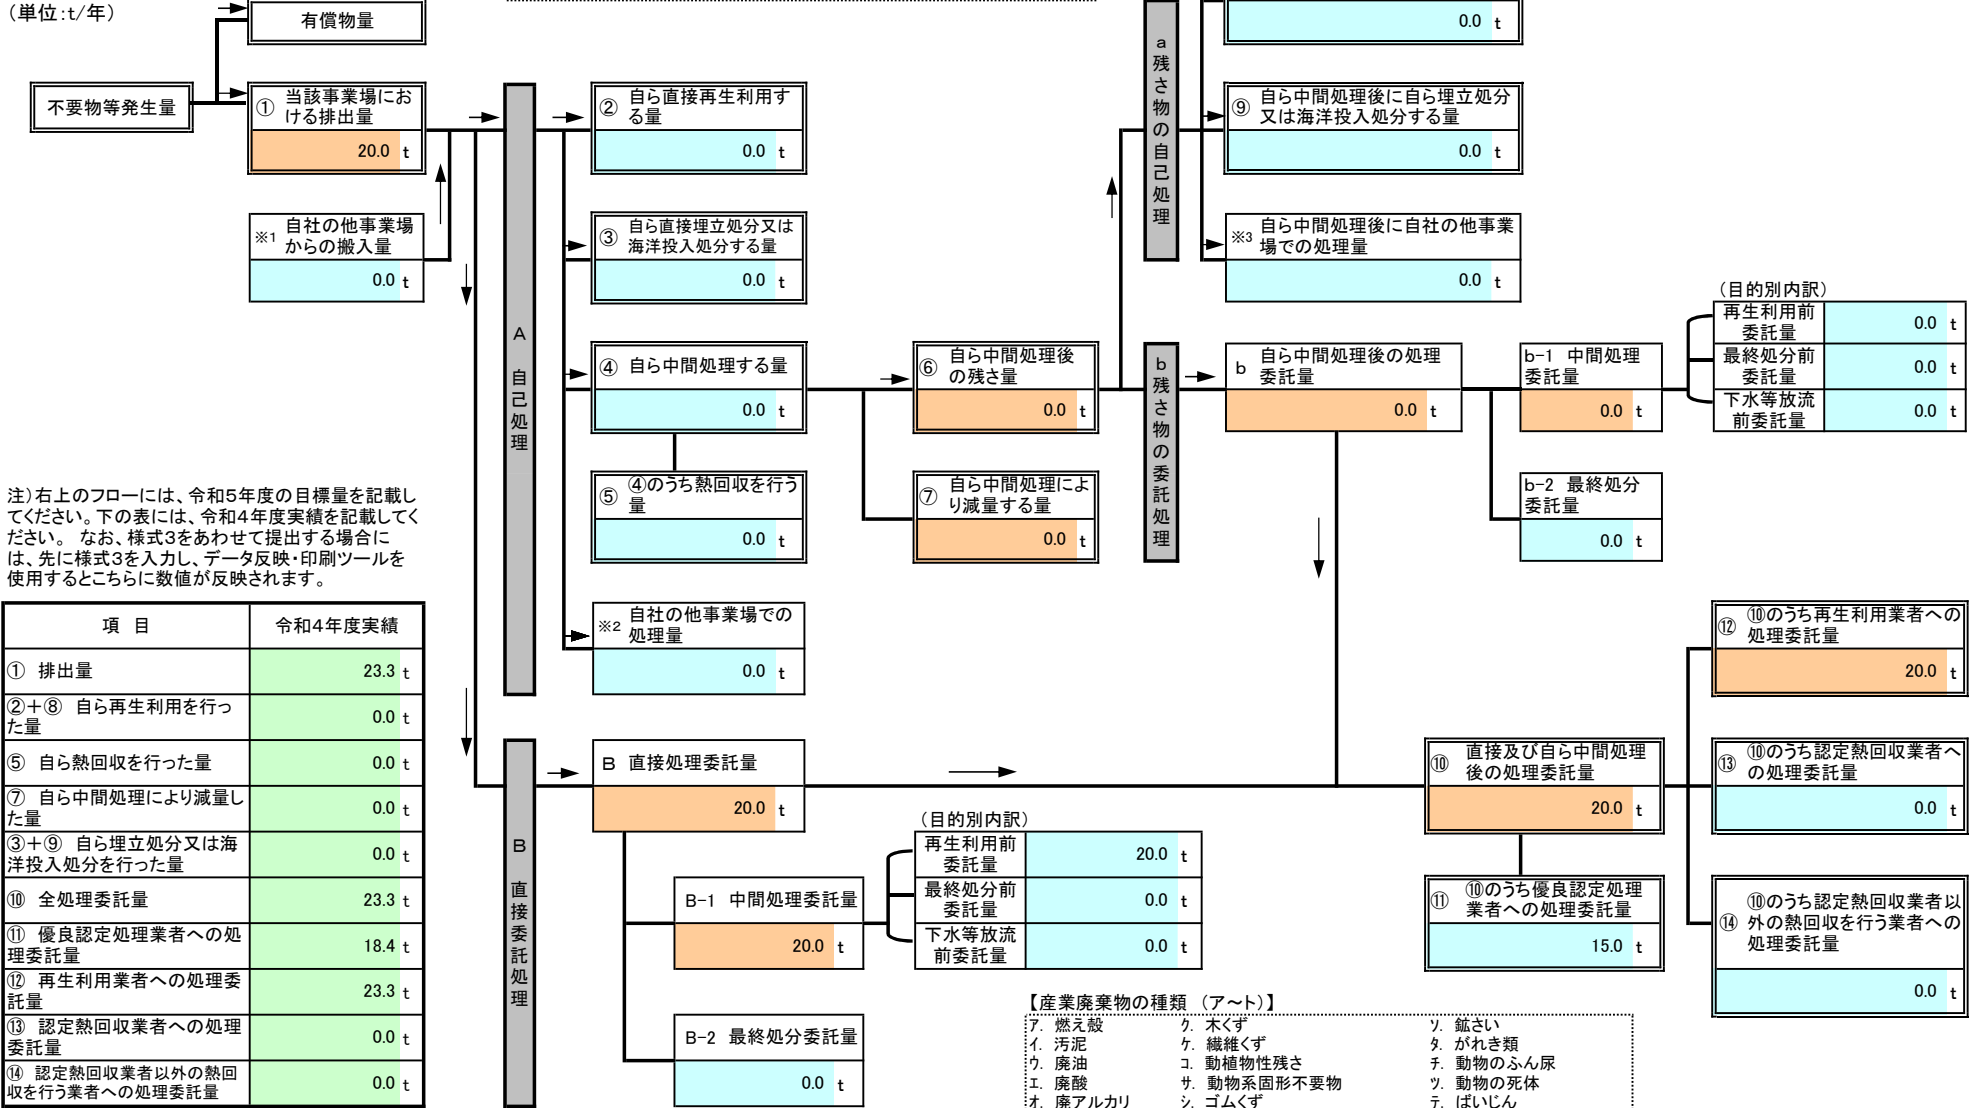 （単位：t/年）
有償物量
不要物等発生量
① 当該事業場にお
ける排出量
20.0 t
※1 自社の他事業場
からの搬入量
0.0 t
A
自己処理
② 自ら直接再生利用す
る量
0.0 t
③ 自ら直接埋立処分又は
海洋投入処分する量
0.0 t
④ 自ら中間処理する量
0.0 t
⑤ ④のうち熱回収を行う
量
0.0 t
※2 自社の他事業場での
処理量
0.0 t
⑥ 自ら中間処理後
の残さ量
0.0 t
⑦ 自ら中間処理によ
り減量する量
0.0 t
a
残さ物の自己処理
0.0 t
⑨ 自ら中間処理後に自ら埋立処分
又は海洋投入処分する量
0.0 t
※3 自ら中間処理後に自社の他事業
場での処理量
0.0 t
b
残さ物の委託処理
b 自ら中間処理後の処理
委託量
0.0 t
b-1 中間処理
委託量
0.0 t
b-2 最終処分
委託量
0.0 t
（目的別内訳）
再生利用前
委託量
0.0 t
最終処分前
委託量
0.0 t
下水等放流
前委託量
0.0 t
注）右上のフローには、令和5年度の目標量を記載し
てください。下の表には、令和4年度実績を記載してく
ださい。 なお、様式3をあわせて提出する場合に
は、先に様式3を入力し、データ反映・印刷ツールを
使用するとこちらに数値が反映されます。
項 目 令和4年度実績
① 排出量 23.3 t
②＋⑧ 自ら再生利用を行っ
た量
0.0 t
⑤ 自ら熱回収を行った量 0.0 t
⑦ 自ら中間処理により減量し
た量
0.0 t
③＋⑨ 自ら埋立処分又は海
洋投入処分を行った量
0.0 t
⑩ 全処理委託量 23.3 t
⑪ 優良認定処理業者への処
理委託量
18.4 t
⑫ 再生利用業者への処理委
託量
23.3 t
⑬ 認定熱回収業者への処理
委託量
0.0 t
⑭ 認定熱回収業者以外の熱回
収を行う業者への処理委託量
0.0 t
B
直接委託処理
B 直接処理委託量
20.0 t
B-1 中間処理委託量
20.0 t
B-2 最終処分委託量
0.0 t
（目的別内訳）
再生利用前
委託量
20.0 t
最終処分前
委託量
0.0 t
下水等放流
前委託量
0.0 t
⑩ 直接及び自ら中間処理
後の処理委託量
20.0 t
⑪ ⑩のうち優良認定処理
業者への処理委託量
15.0 t
⑫ ⑩のうち再生利用業者への
処理委託量
20.0 t
⑬ ⑩のうち認定熱回収業者へ
の処理委託量
0.0 t
⑭ ⑩のうち認定熱回収業者以
外の熱回収を行う業者への
処理委託量
0.0 t
【産業廃棄物の種類 （ア～ト）】
ア. 燃え殻 ク. 木くず ソ. 鉱さい
イ. 汚泥 ケ. 繊維くず タ. がれき類
ウ. 廃油 コ. 動植物性残さ チ. 動物のふん尿
エ. 廃酸 サ. 動物系固形不要物 ツ. 動物の死体
オ. 廃アルカリ シ. ゴムくず テ. ばいじん